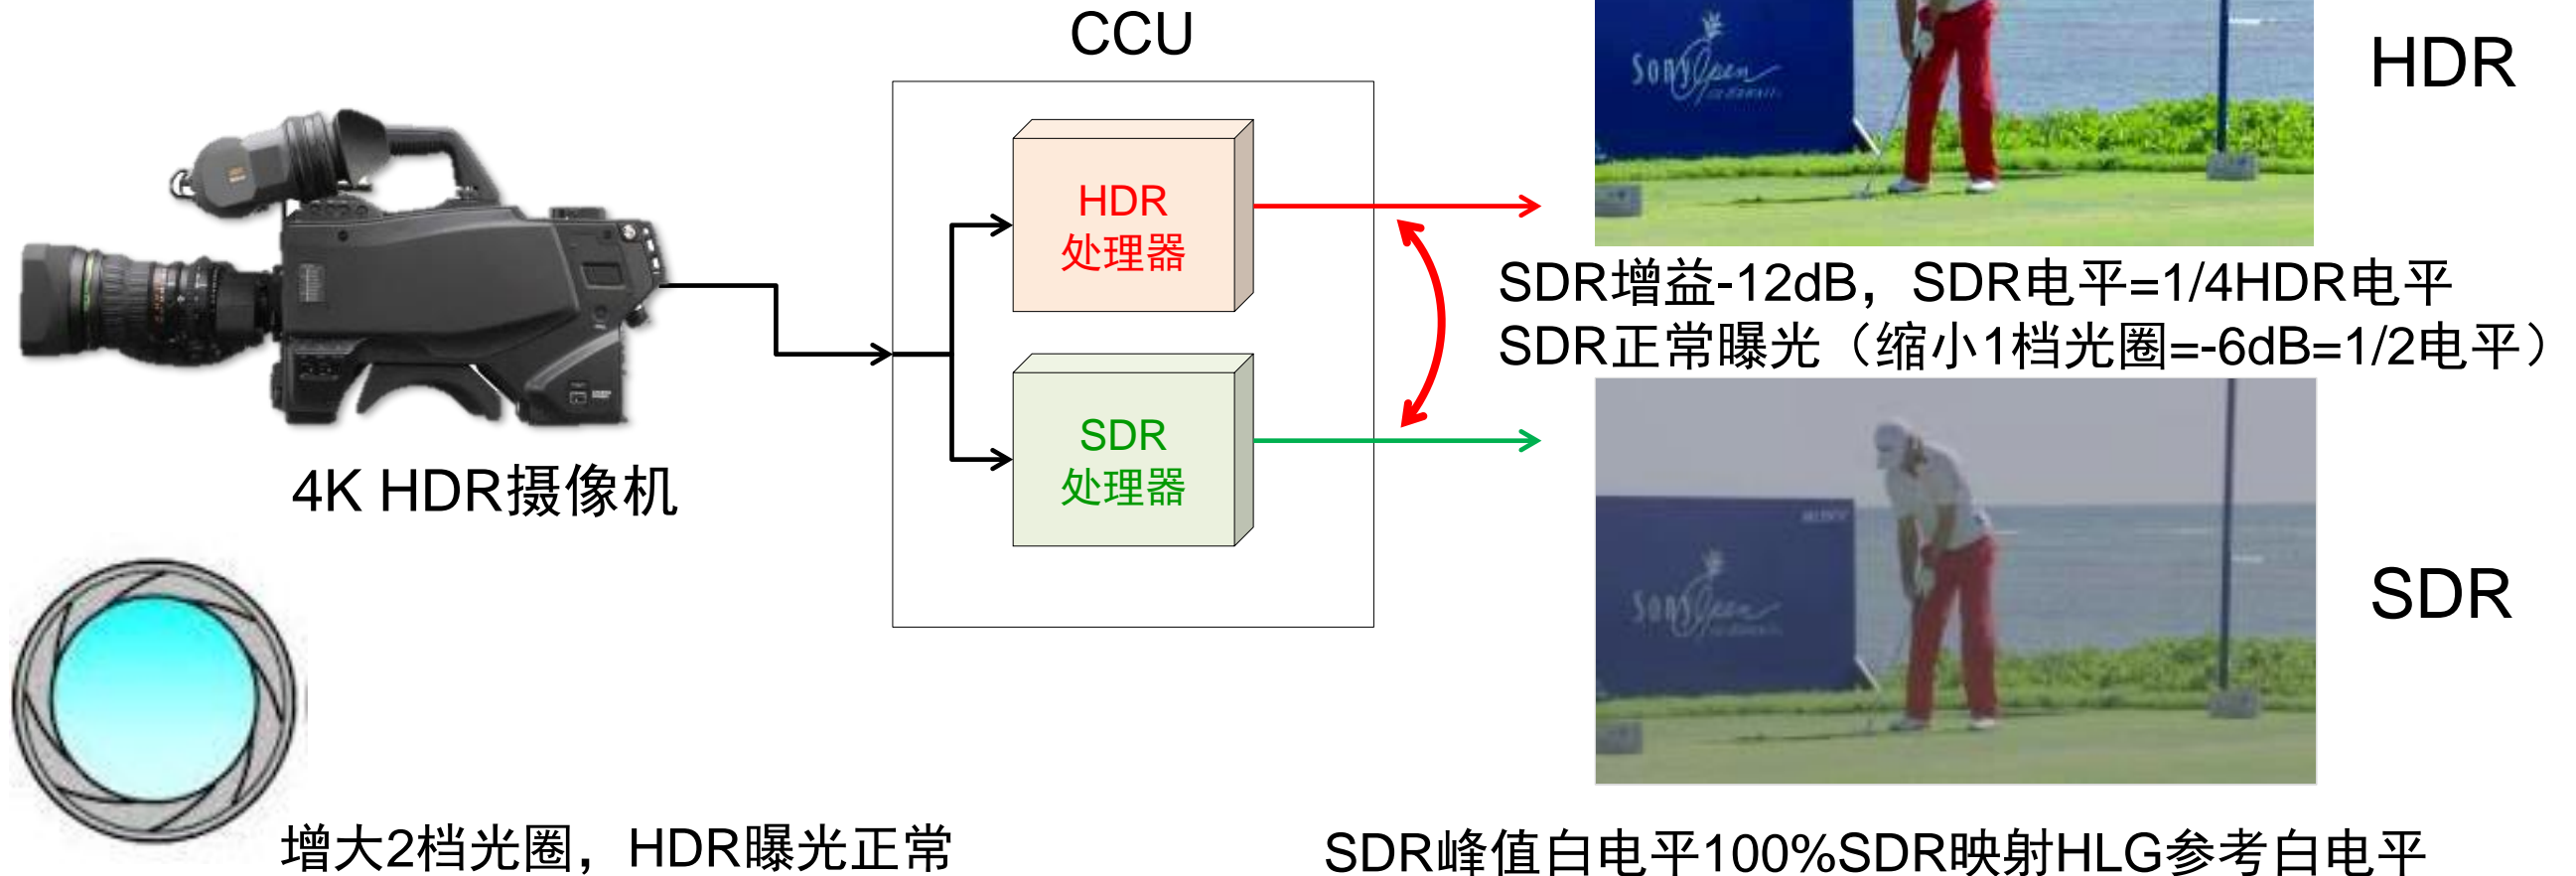 CCU
HDR
处理器
SDR
处理器
4K HDR摄像机
增大2档光圈，HDR曝光正常
Sony Open
HDR
SDR增益-12dB，SDR电平=1/4HDR电平
SDR正常曝光（缩小1档光圈=-6dB=1/2电平）
Sony Open
SDR
SDR峰值白电平100%SDR映射HLG参考白电平